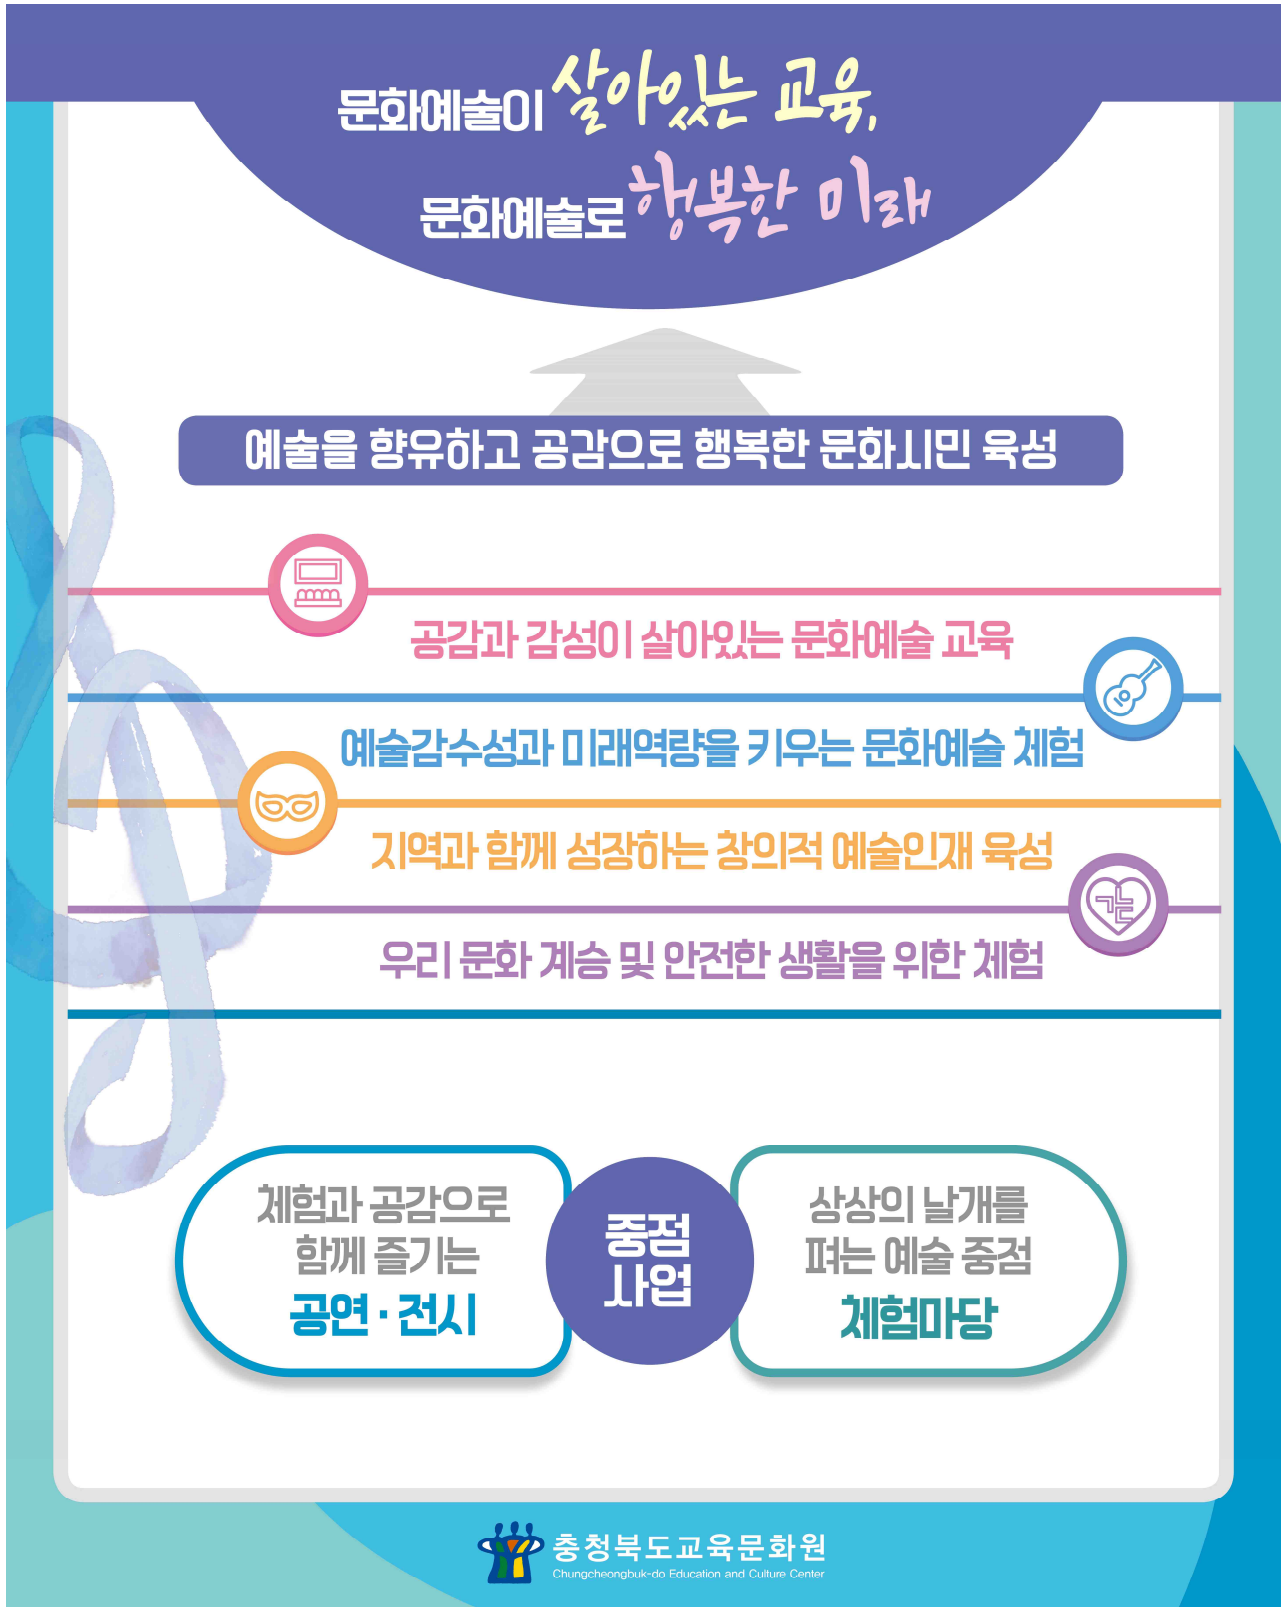 문화예술이 살아있는 교육,
문화예술로 행복한 미래
예술을 향유하고 공감으로 행복한 문화시민 육성
공감과 감성이 살아있는 문화예술 교육
예술감수성과 미래역량을 키우는 문화예술 체험
지역과 함께 성장하는 창의적 예술인재 육성
우리 문화 계승 및 안전한 생활을 위한 체험
체험과 공감으로
함께 즐기는
공연·전시
중점
사업
상상의 날개를
펴는 예술 중점
체험마당
충청북도교육문화원
Chungcheongbuk-do Education and Culture Center